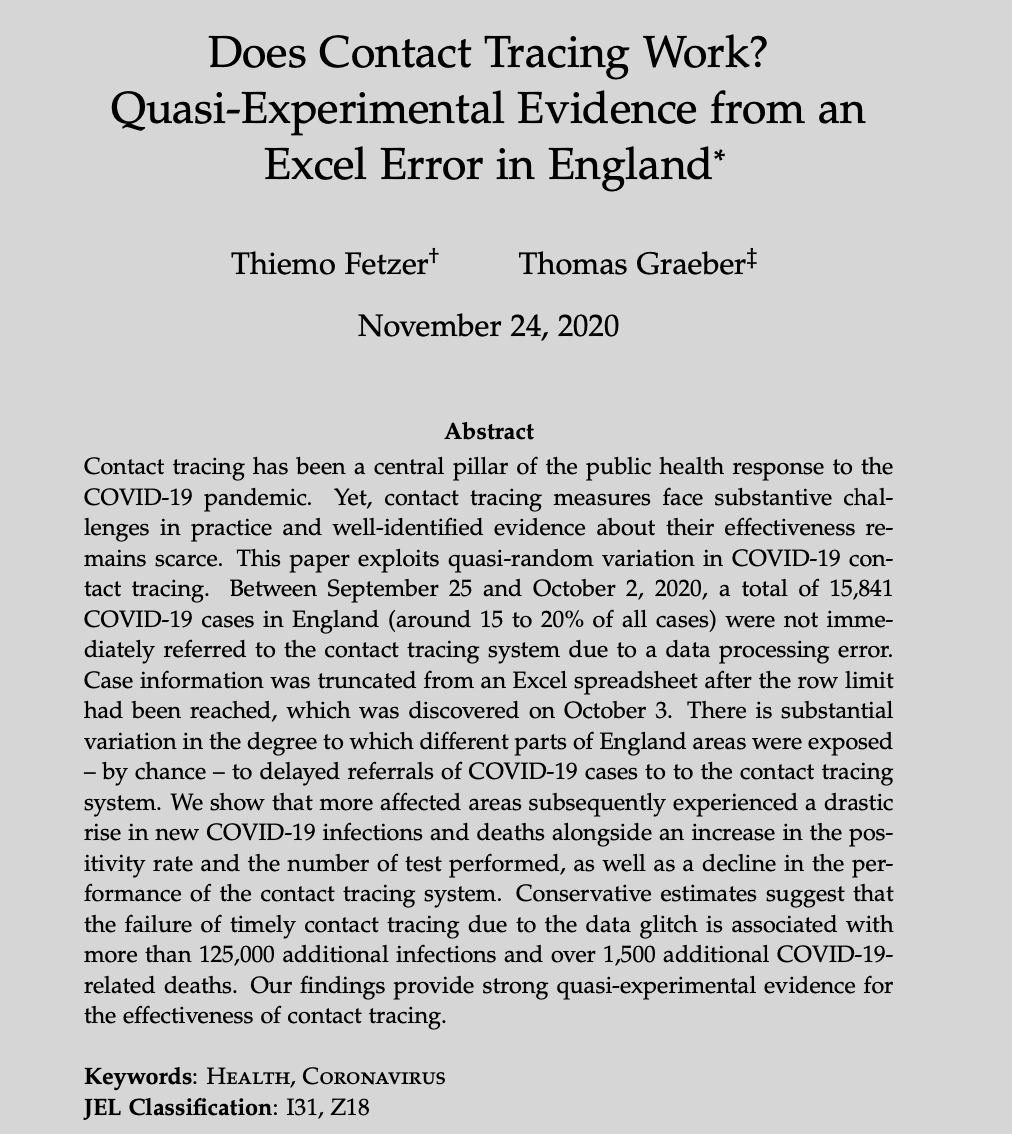 Does Contact Tracing Work?
Quasi-Experimental Evidence from an
Excel Error in England*
Thiemo Fetzer† Thomas Graeber‡
November 24, 2020
Abstract
Contact tracing has been a central pillar of the public health response to the
COVID-19 pandemic. Yet, contact tracing measures face substantive chal-
lenges in practice and well-identified evidence about their effectiveness re-
mains scarce. This paper exploits quasi-random variation in COVID-19 con-
tact tracing. Between September 25 and October 2, 2020, a total of 15,841
COVID-19 cases in England (around 15 to 20% of all cases) were not imme-
diately referred to the contact tracing system due to a data processing error.
Case information was truncated from an Excel spreadsheet after the row limit
had been reached, which was discovered on October 3. There is substantial
variation in the degree to which different parts of England areas were exposed
– by chance – to delayed referrals of COVID-19 cases to to the contact tracing
system. We show that more affected areas subsequently experienced a drastic
rise in new COVID-19 infections and deaths alongside an increase in the pos-
itivity rate and the number of test performed, as well as a decline in the per-
formance of the contact tracing system. Conservative estimates suggest that
the failure of timely contact tracing due to the data glitch is associated with
more than 125,000 additional infections and over 1,500 additional COVID-19-
related deaths. Our findings provide strong quasi-experimental evidence for
the effectiveness of contact tracing.
Keywords: HEALTH, CORONAVIRUS
JEL Classification: I31, Z18